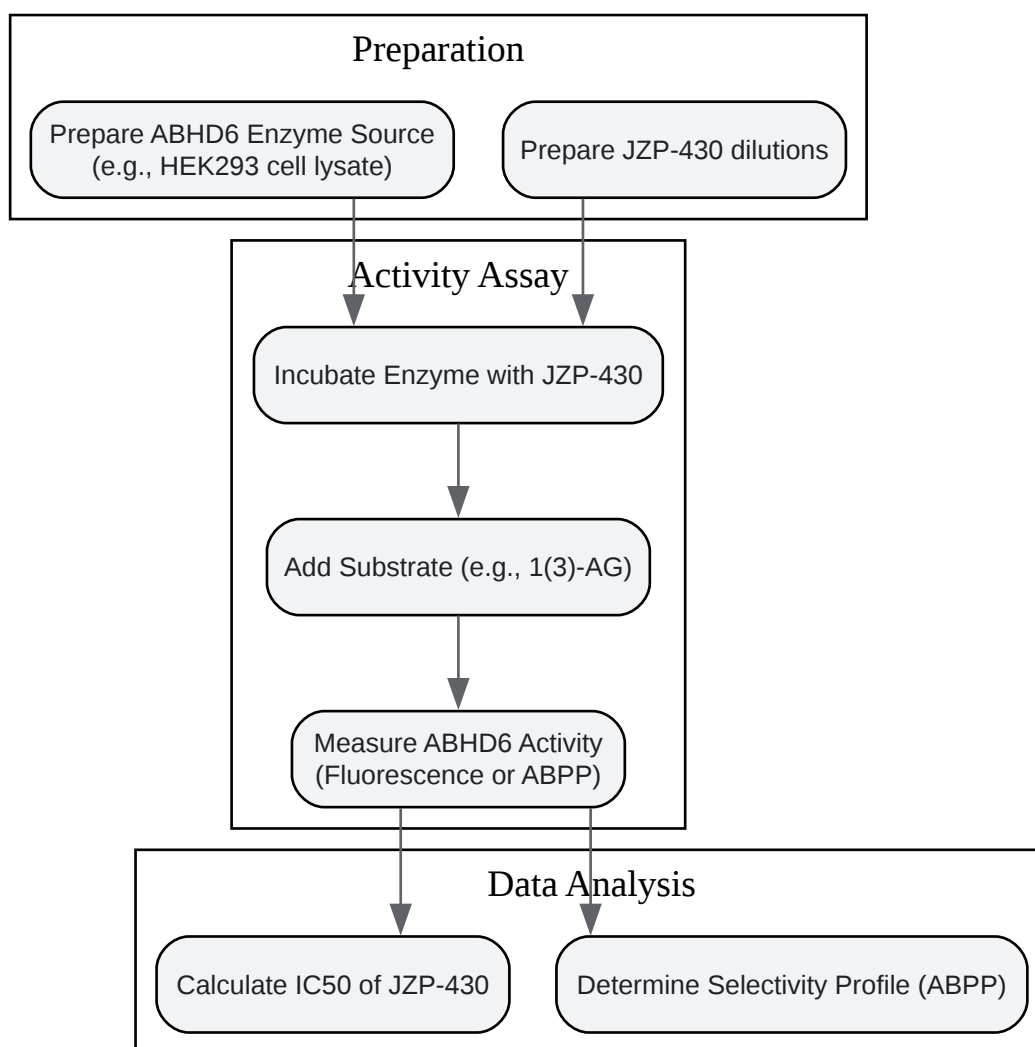 Preparation
Prepare ABHD6 Enzyme Source
(e.g., HEK293 cell lysate)
Prepare JZP-430 dilutions
Activity Assay
Incubate Enzyme with JZP-430
Add Substrate (e.g., 1(3)-AG)
Measure ABHD6 Activity
(Fluorescence or ABPP)
Data Analysis
Calculate IC50 of JZP-430
Determine Selectivity Profile (ABPP)